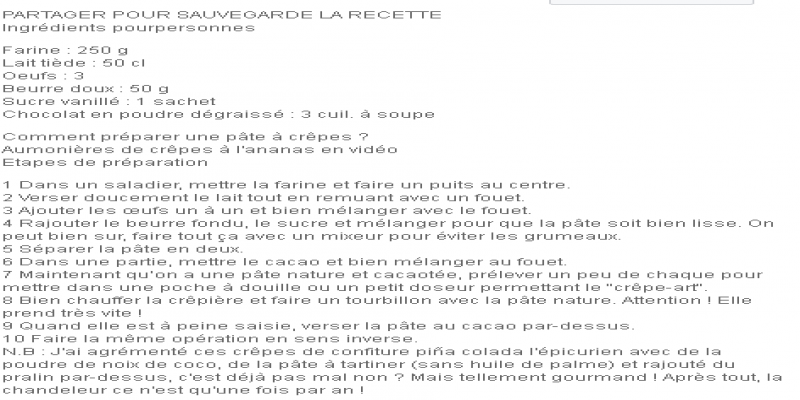 PARTAGER POUR SAUVEGARDE LA RECETTE
Ingrédients pourpersonnes
Farine : 250 g
Lait tiède : 50 cl
Oeufs : 3
Beurre doux : 50 g
Sucre vanillé : 1 sachet
Chocolat en poudre dégraissé : 3 cuil. à soupe
Comment préparer une pâte à crêpes ?
Aumonières de crêpes à l'ananas en vidéo
Etapes de préparation
1 Dans un saladier, mettre la farine et faire un puits au centre.
2 Verser doucement le lait tout en remuant avec un fouet.
3 Ajouter les œufs un à un et bien mélanger avec le fouet.
4 Rajouter le beurre fondu, le sucre et mélanger pour que la pâte soit bien lisse. On
peut bien sur, faire tout ça avec un mixeur pour éviter les grumeaux.
5 Séparer la pâte en deux.
6 Dans une partie, mettre le cacao et bien mélanger au fouet.
7 Maintenant qu'on a une pâte nature et cacaotée, prélever un peu de chaque pour
mettre dans une poche à douille ou un petit doseur permettant le "crêpe-art".
8 Bien chauffer la crêpière et faire un tourbillon avec la pâte nature. Attention ! Elle
prend très vite !
9 Quand elle est à peine saisie, verser la pâte au cacao par-dessus.
10 Faire la même opération en sens inverse.
N.B : J'ai agrémenté ces crêpes de confiture piña colada l'épicurien avec de la
poudre de noix de coco, de la pâte à tartiner (sans huile de palme) et rajouté du
pralin par-dessus, c'est déjà pas mal non ? Mais tellement gourmand ! Après tout, la
chandeleur ce n'est qu'une fois par an !